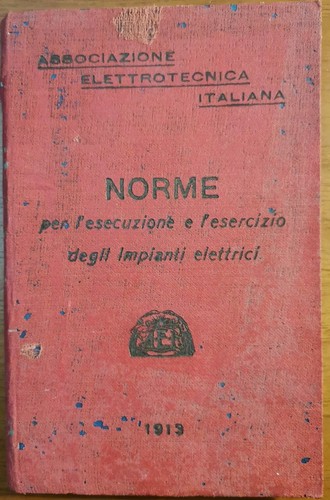 ASSOCIAZIONE
ELETTROTECNICA
ITALIANA
NORME
per l'esecuzione e l'esercizio
degli Impianti elettrici
1913